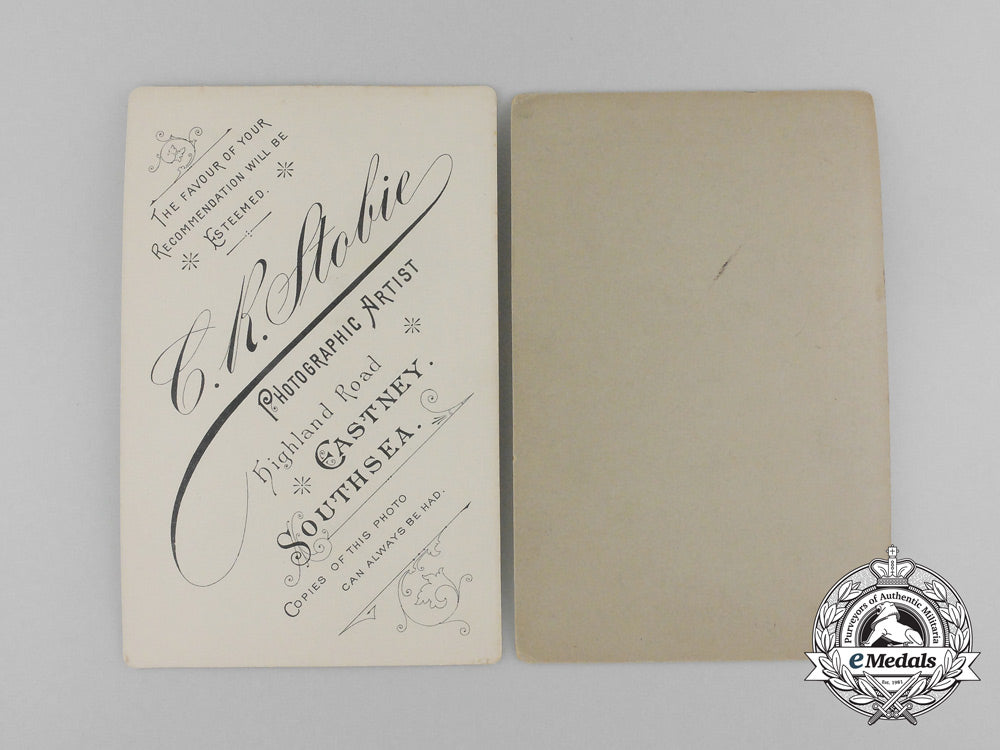 THE FAVOUR OF YOUR
RECOMMENDATION WILL BE
ESTEEMED.
C. R. Stobie
PHOTOGRAPHIC ARTIST
Highland Road
EASTNEY.
SOUTHSEA.
COPIES OF THIS PHOTO
CAN ALWAYS BE HAD.
Purveyors of Authentic Militaria
eMedals
Est. 1961